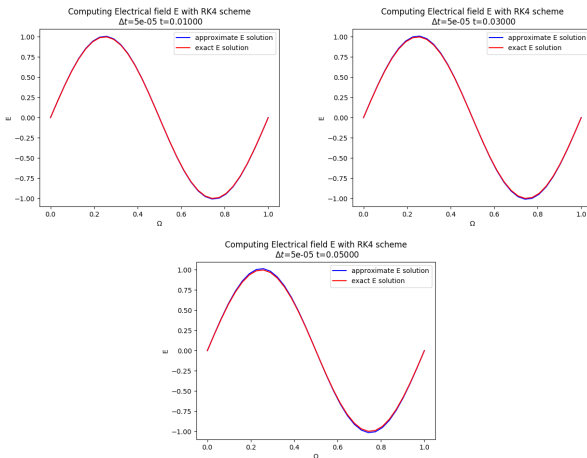 Computing Electrical field E with RK4 scheme
Δt=5e-05 t=0.01000
approximate E solution
exact E solution
1.00
0.75
0.50
0.25
0.00
−0.25
−0.50
−0.75
−1.00
E
0.0 0.2 0.4 0.6 0.8 1.0
Ω
Computing Electrical field E with RK4 scheme
Δt=5e-05 t=0.03000
approximate E solution
exact E solution
1.00
0.75
0.50
0.25
0.00
−0.25
−0.50
−0.75
−1.00
E
0.0 0.2 0.4 0.6 0.8 1.0
Ω
Computing Electrical field E with RK4 scheme
Δt=5e-05 t=0.05000
approximate E solution
exact E solution
1.00
0.75
0.50
0.25
0.00
−0.25
−0.50
−0.75
−1.00
E
0.0 0.2 0.4 0.6 0.8 1.0
Ω